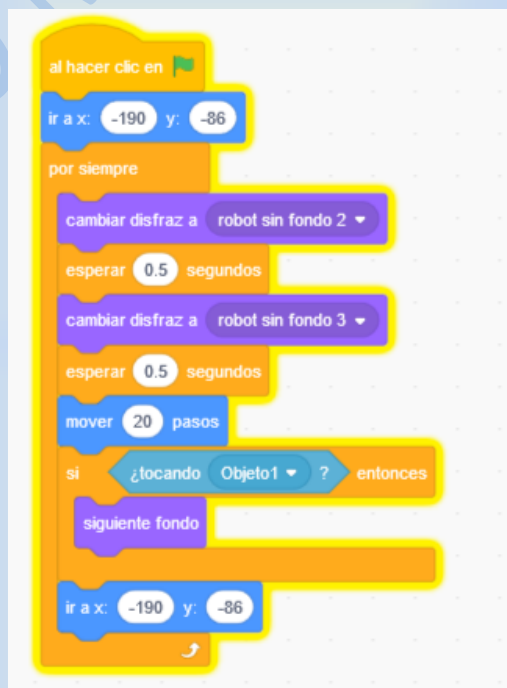 al hacer clic en
ir a x: -190 y: -86
por siempre
cambiar disfraz a robot sin fondo 2
esperar 0.5 segundos
cambiar disfraz a robot sin fondo 3
esperar 0.5 segundos
mover 20 pasos
si ¿tocando Objeto1 ? entonces
siguiente fondo
ir a x: -190 y: -86